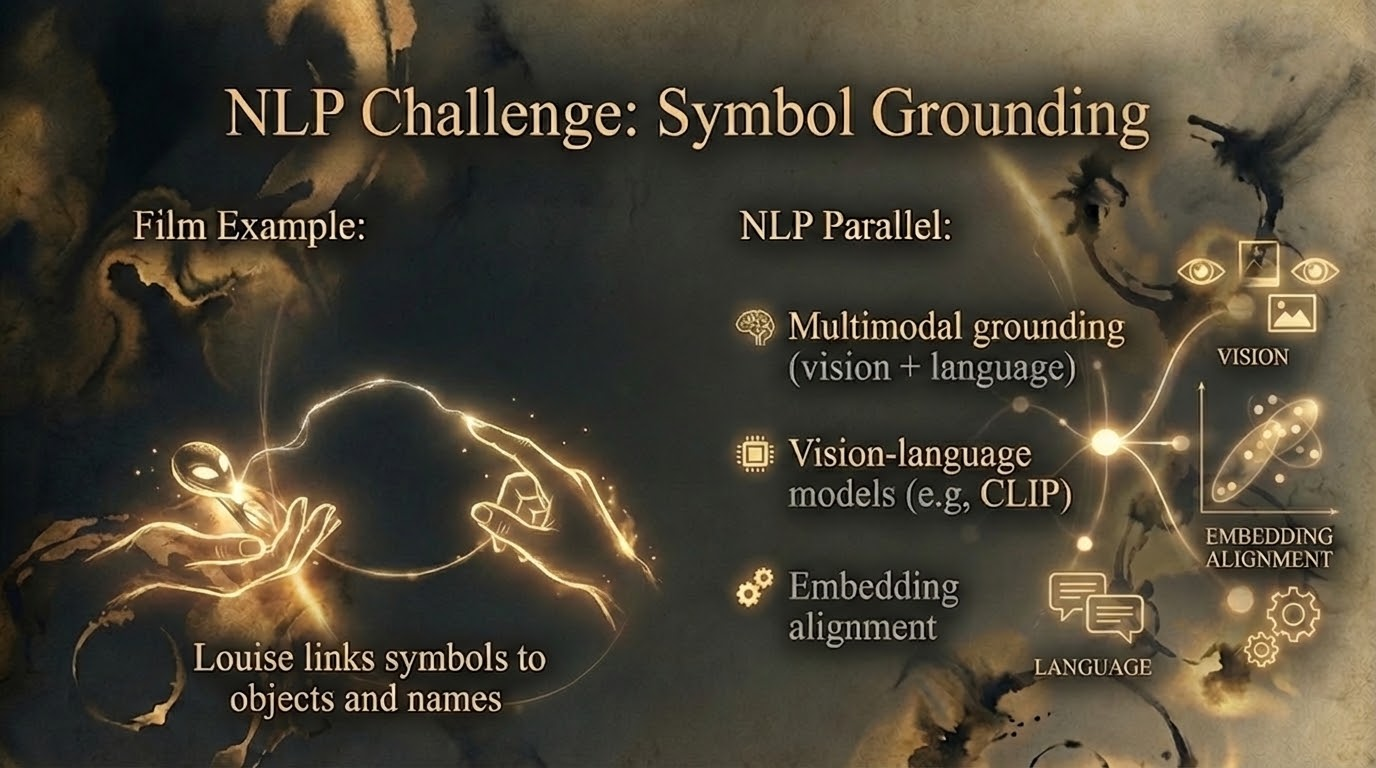 NLP Challenge: Symbol Grounding
Film Example:
Louise links symbols to
objects and names
NLP Parallel:
Multimodal grounding
(vision + language)
Vision-language
models (e.g, CLIP)
Embedding
alignment
VISION
EMBEDDING
ALIGNMENT
LANGUAGE